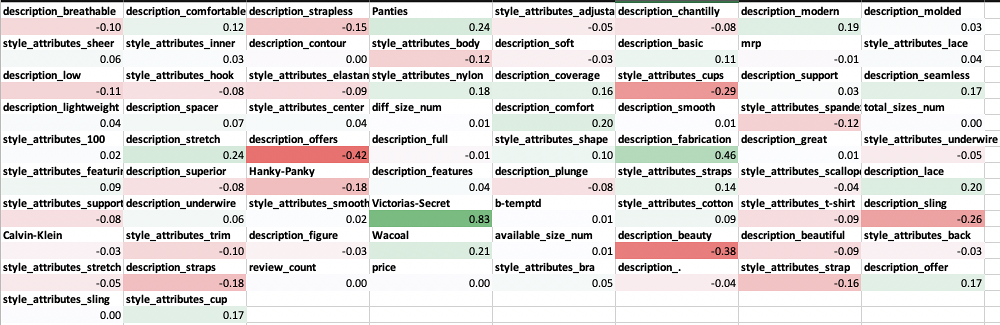 description_breathable description_comfortable description_strapless Panties style_attributes_adjusta description_chantilly description_modern description_molded
-0.10 0.12 -0.15 0.24 -0.05 -0.08 0.19 0.03
style_attributes_sheer style_attributes_inner description_contour style_attributes_body description_soft description_basic mrp style_attributes_lace
0.06 0.03 0.00 -0.12 -0.03 0.11 -0.01 0.04
description_low style_attributes_hook style_attributes_elastan style_attributes_nylon description_coverage style_attributes_cups description_support description_seamless
-0.11 -0.08 -0.09 0.18 0.16 -0.29 0.03 0.17
description_lightweight description_spacer style_attributes_center diff_size_num description_comfort description_smooth style_attributes_spandex total_sizes_num
0.04 0.07 0.04 0.01 0.20 0.01 -0.12 0.00
style_attributes_100 description_stretch description_offers description_full style_attributes_shape description_fabrication description_great style_attributes_underwire
0.02 0.24 -0.42 -0.01 0.10 0.46 0.01 -0.05
style_attributes_featurin description_superior Hanky-Panky description_features description_plunge style_attributes_straps style_attributes_scallope description_lace
0.09 -0.08 -0.18 0.04 -0.08 0.14 -0.04 0.20
style_attributes_support description_underwire style_attributes_smooth Victorias-Secret b-temptd style_attributes_cotton style_attributes_t-shirt description_sling
-0.08 0.06 0.02 0.83 0.01 0.09 -0.09 -0.26
Calvin-Klein style_attributes_trim description_figure Wacoal available_size_num description_beauty description_beautiful style_attributes_back
-0.03 -0.10 -0.03 0.21 0.01 -0.38 -0.09 -0.03
style_attributes_stretch description_straps review_count price style_attributes_bra description_. style_attributes_strap description_offer
-0.05 -0.18 0.00 0.00 0.05 -0.04 -0.16 0.17
style_attributes_sling style_attributes_cup
0.00 0.17